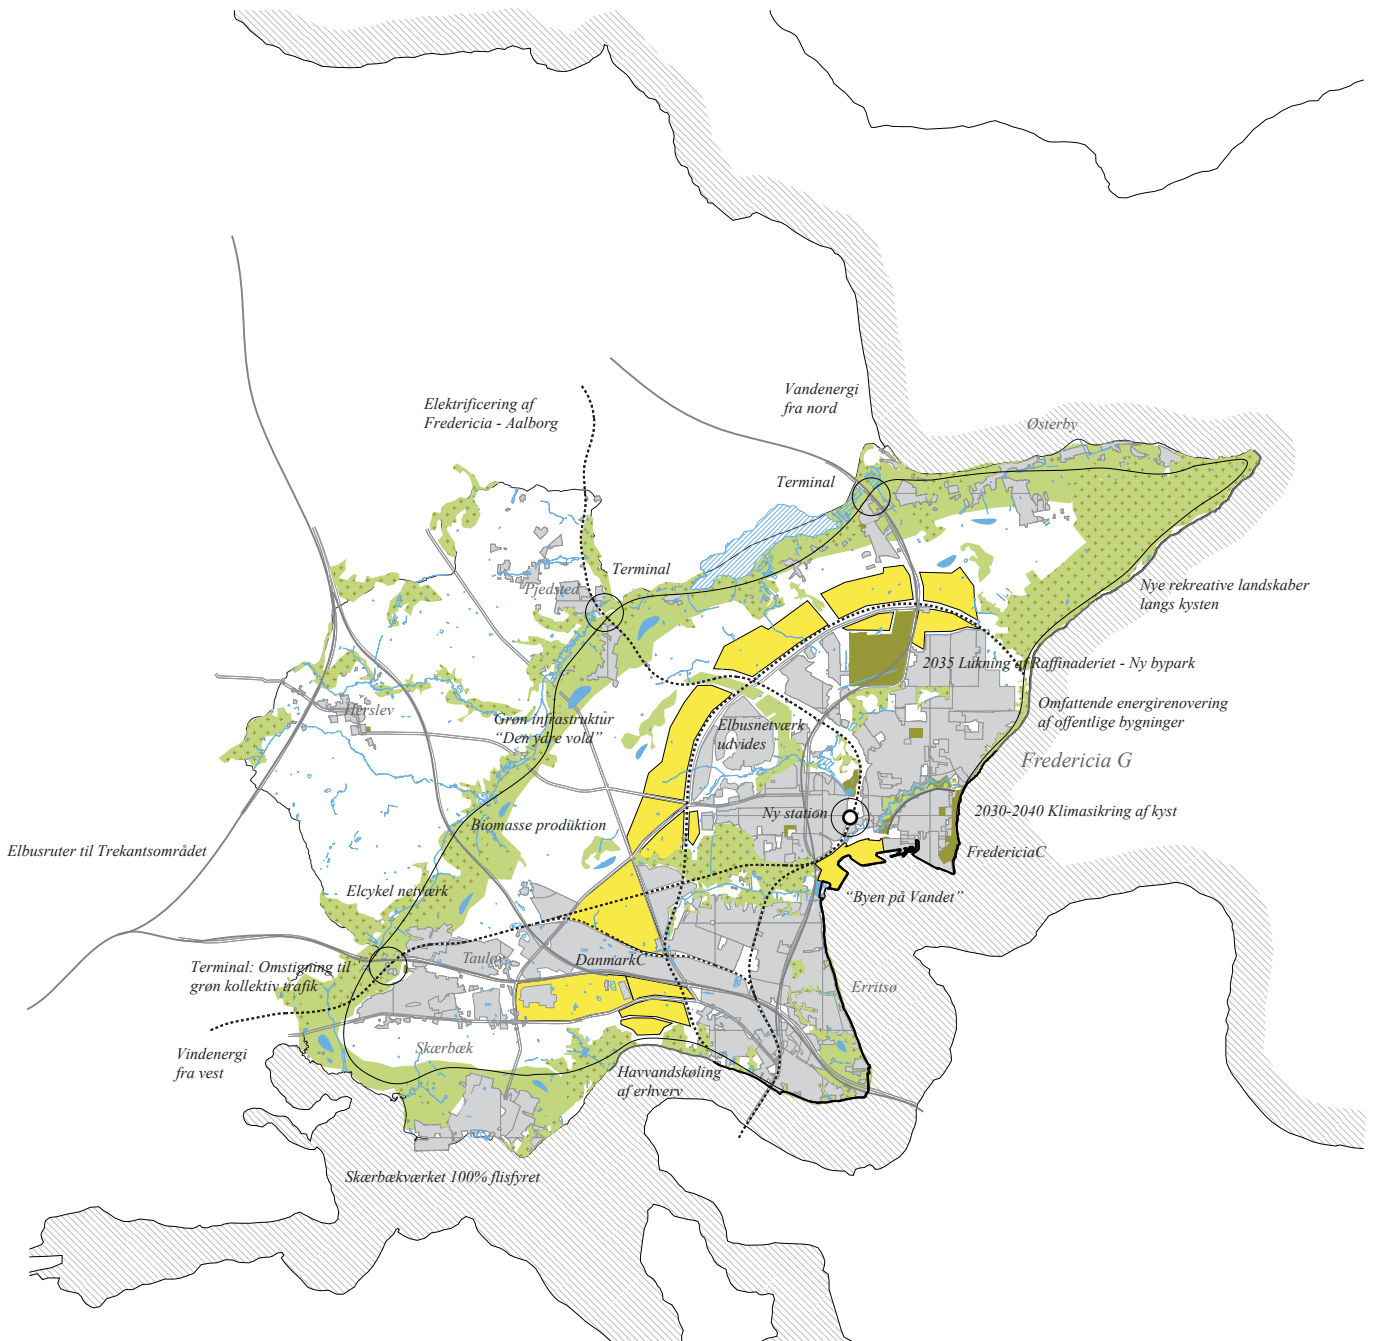 Elektrificering af
Fredericia - Aalborg
Vandenergi
fra nord
Østerby
Terminal
Terminal
Pjedsted
Nye rekreative landskaber
langs kysten
2035 Lukning af Raffinaderiet - Ny bypark
Herslev
Grøn infrastruktur
“Den ydre vold”
Elbusnetværk
udvides
Omfattende energirenovering
af offentlige bygninger
Fredericia G
Biomasse produktion
Ny station
2030-2040 Klimasikring af kyst
Elbusruter til Trekantsområdet
FredericiaC
Elcykel netværk
“Byen på Vandet”
Terminal: Omstigning til
grøn kollektiv trafik
Taulov
DanmarkC
Erritsø
Vindenergi
fra vest
Skærbæk
Havvandskøling
af erhverv
Skærbækværket 100% flisfyret